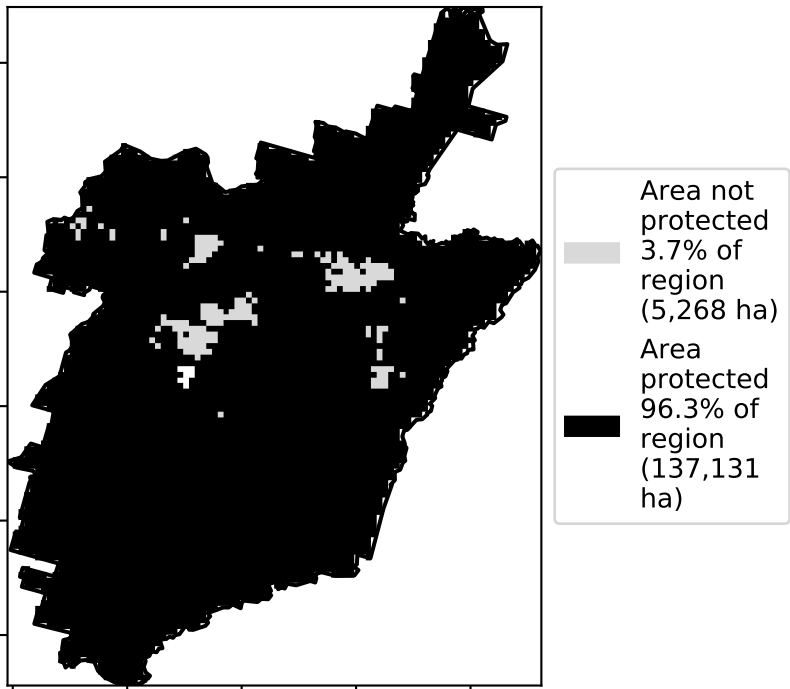 Area not
protected
3.7% of
region
(5,268 ha)
Area
protected
96.3% of
region
(137,131
ha)